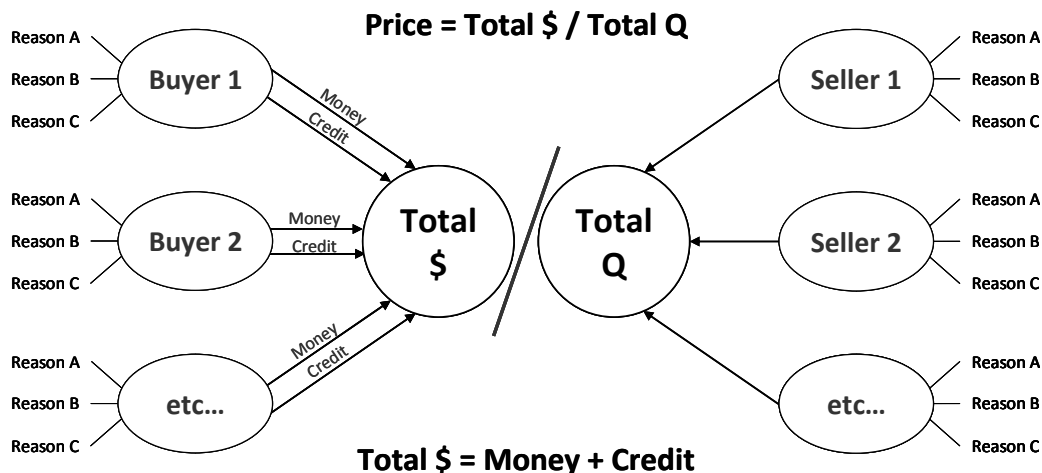 Price = Total $ / Total Q
Reason A
Reason B
Reason C
Buyer 1
Money
Credit
Reason A
Reason B
Reason C
Buyer 2
Money
Credit
Reason A
Reason B
Reason C
etc...
Money
Credit
Total
$
/
Total
Q
Seller 1
Reason A
Reason B
Reason C
Seller 2
Reason A
Reason B
Reason C
etc...
Reason A
Reason B
Reason C
Total $ = Money + Credit